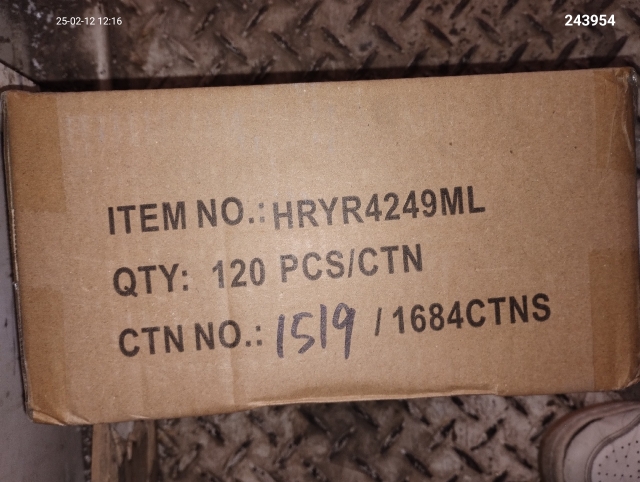 25-02-12 12:16
243954
ITEM NO.: HRYR4249ML
QTY: 120 PCS/CTN
CTN NO.: 1519 / 1684CTNS